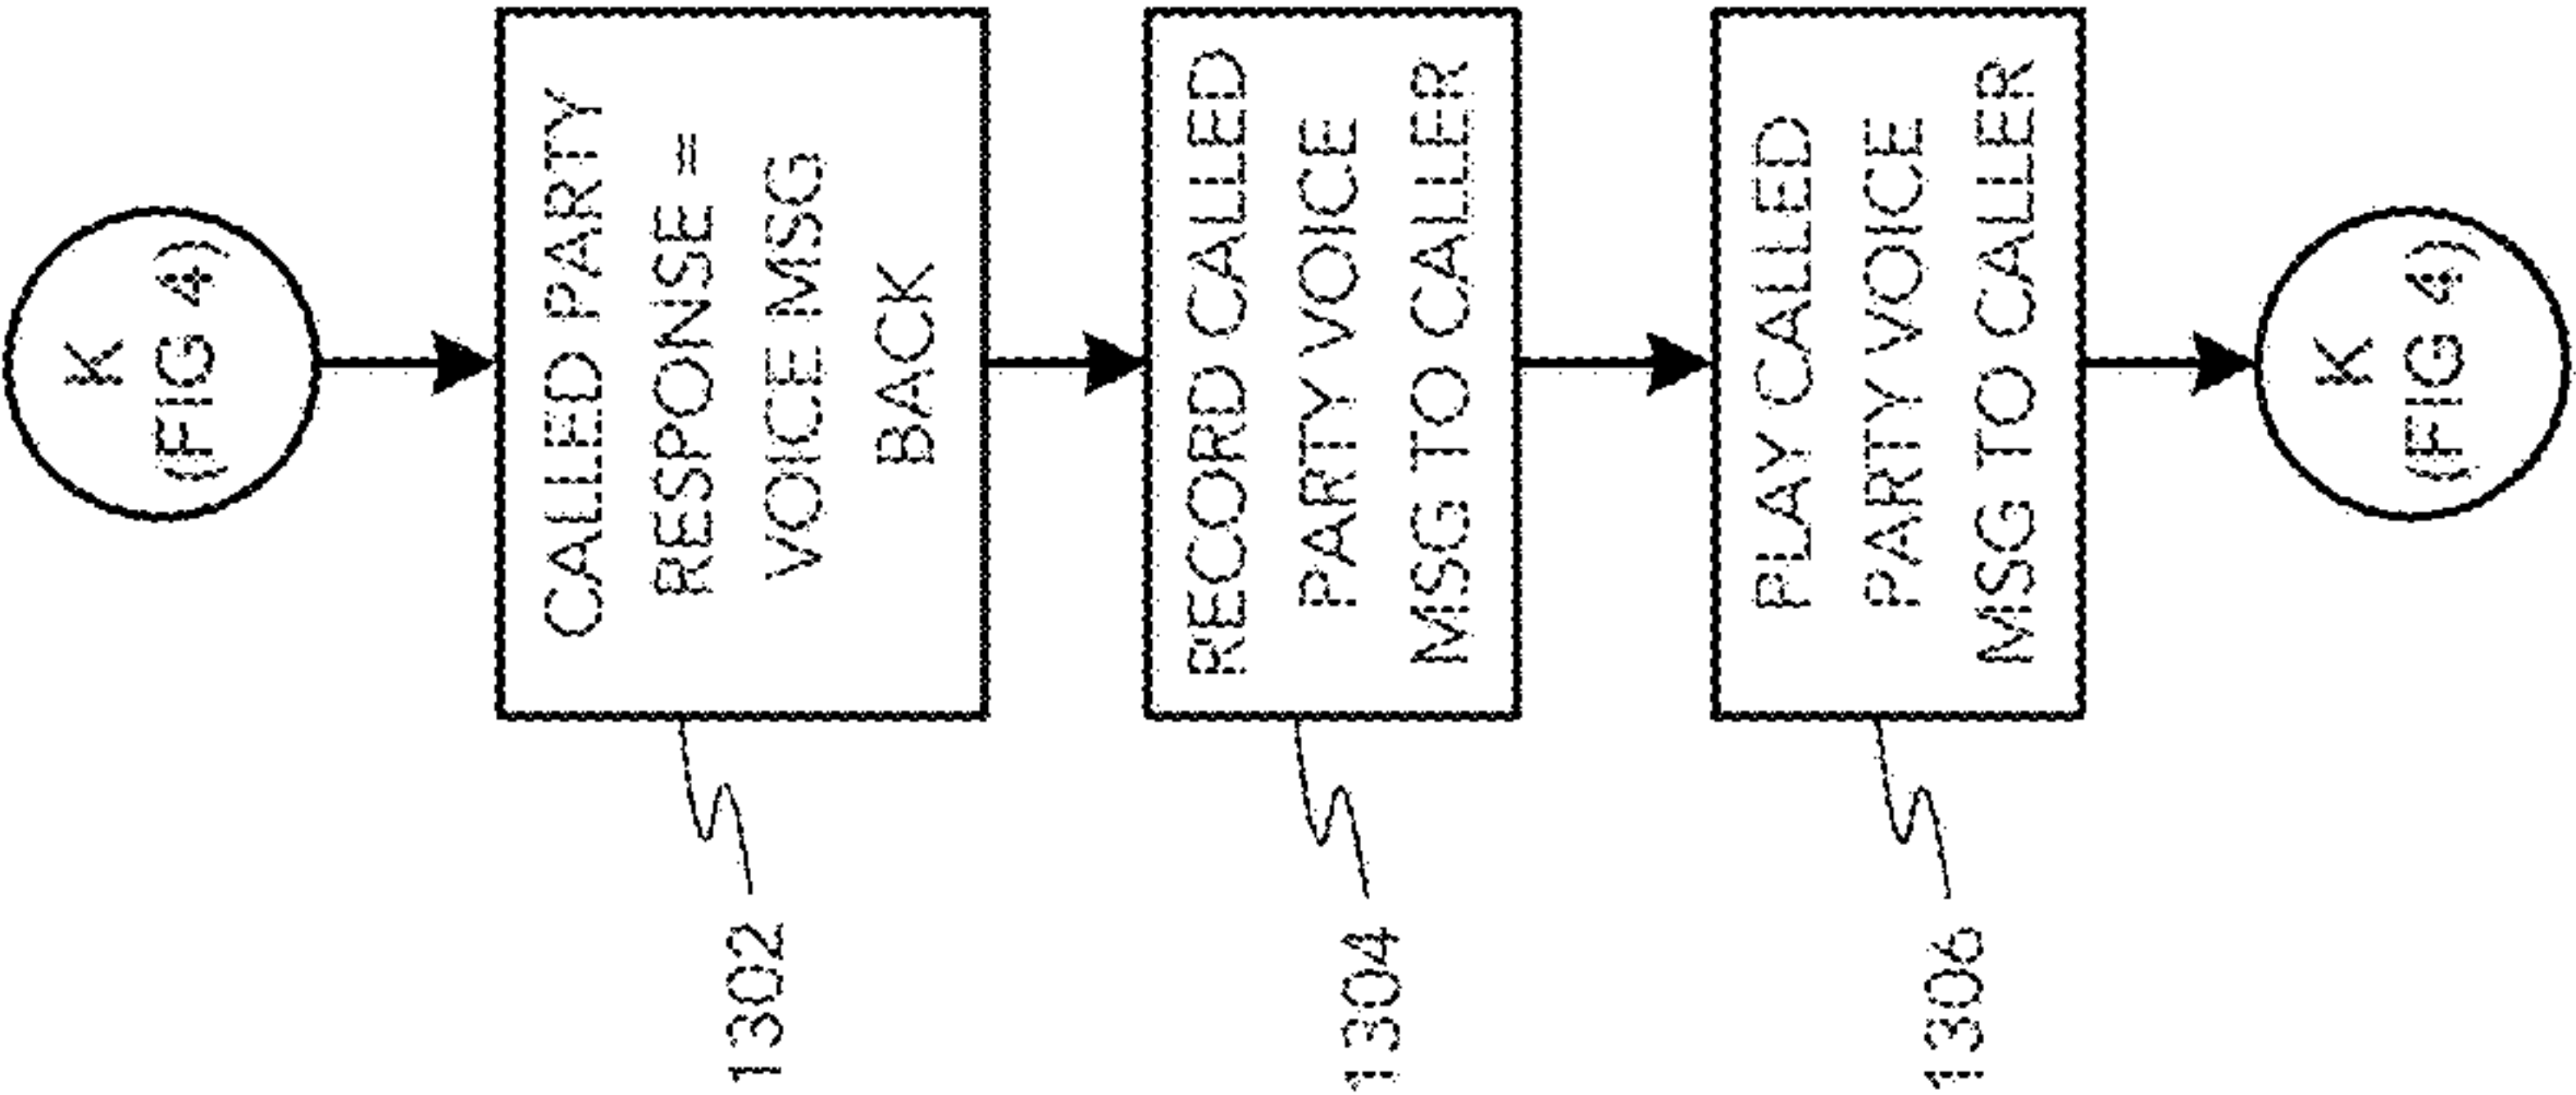 K
(FIG 4)
CALLED PARTY
RESPONSE =
VOICE MSG
BACK
1302
RECORD CALLED
PARTY VOICE
MSG TO CALLER
1304
PLAY CALLED
PARTY VOICE
MSG TO CALLER
1306
K
(FIG 4)